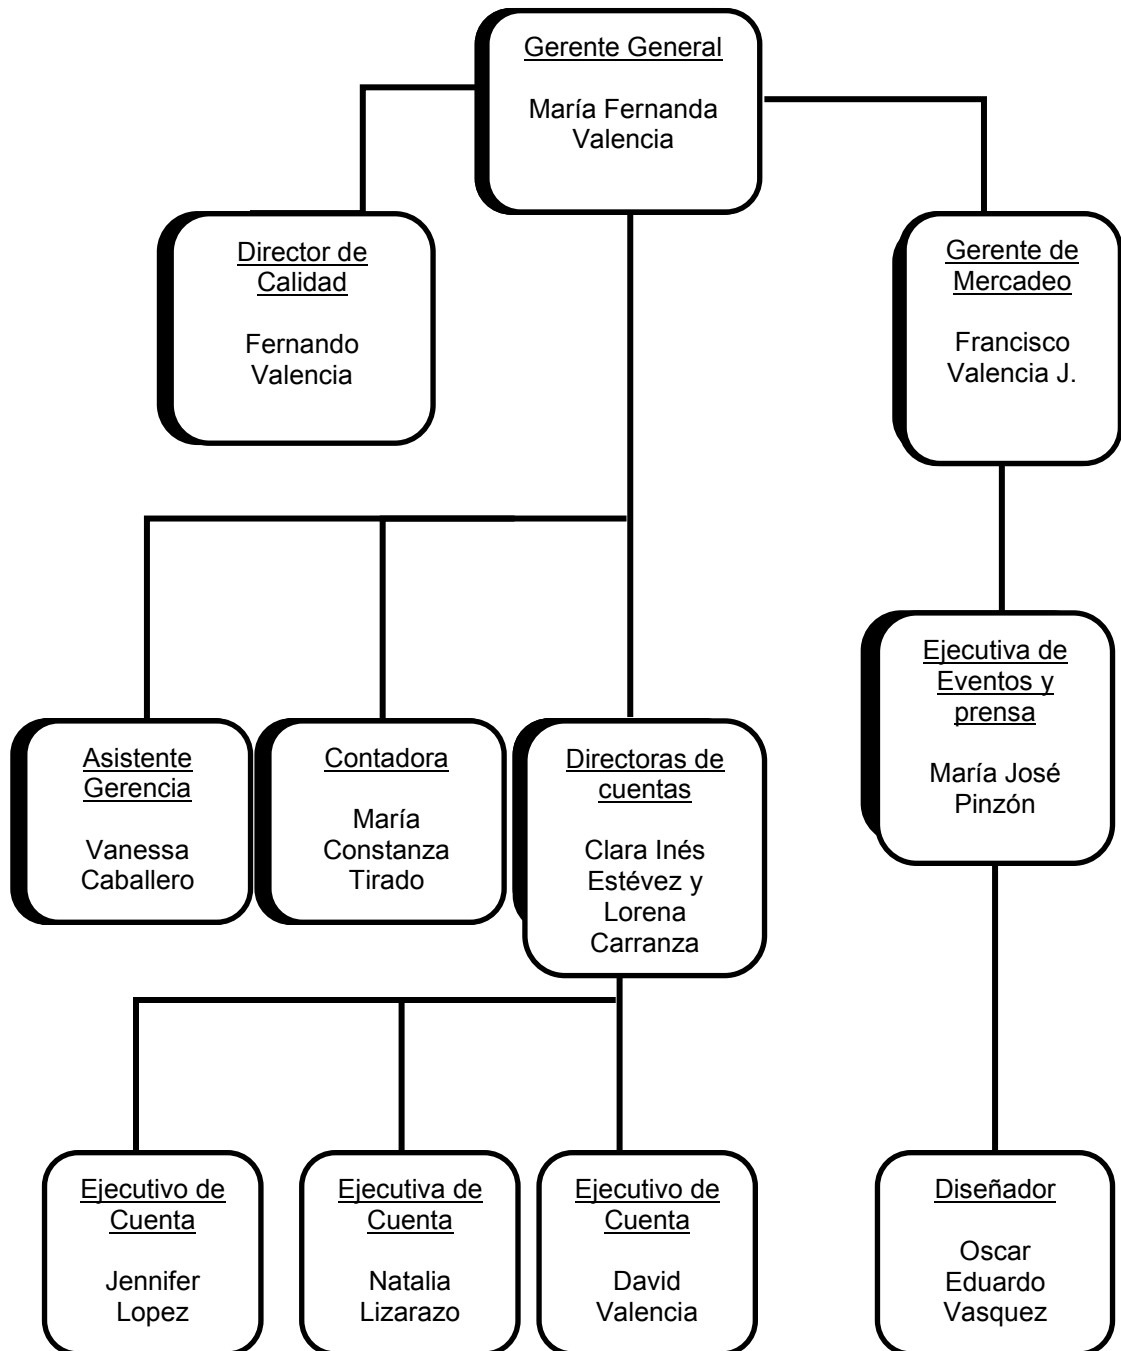 Gerente General
María Fernanda
Valencia
Director de
Calidad
Fernando
Valencia
Gerente de
Mercadeo
Francisco
Valencia J.
Ejecutiva de
Eventos y
prensa
María José
Pinzón
Asistente
Gerencia
Vanessa
Caballero
Contadora
María
Constanza
Tirado
Directoras de
cuentas
Clara Inés
Estévez y
Lorena
Carranza
Ejecutivo de
Cuenta
Jennifer
Lopez
Ejecutiva de
Cuenta
Natalia
Lizarazo
Ejecutivo de
Cuenta
David
Valencia
Diseñador
Oscar
Eduardo
Vasquez